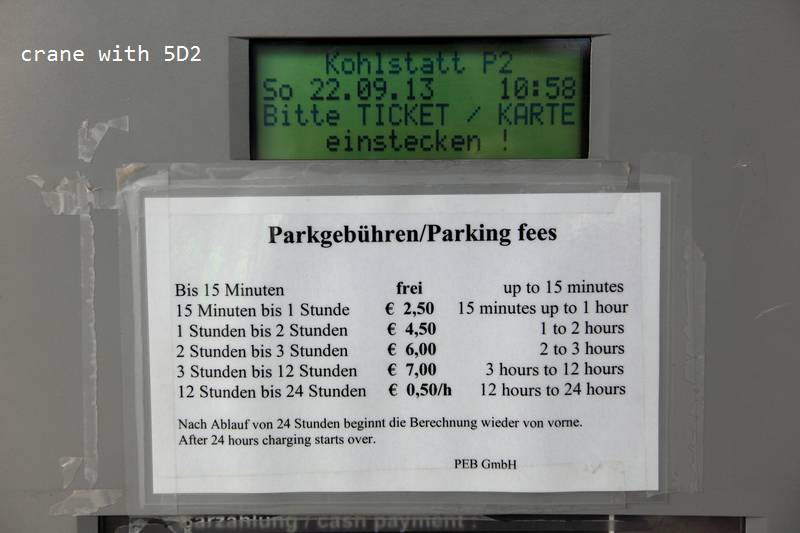 crane with 5D2
Kohlstatt P2
So 22.09.13 10:58
Bitte TICKET / KARTE
einstecken !
Parkgebühren/Parking fees
Bis 15 Minuten frei up to 15 minutes
15 Minuten bis 1 Stunde € 2,50 15 minutes up to 1 hour
1 Stunden bis 2 Stunden € 4,50 1 to 2 hours
2 Stunden bis 3 Stunden € 6,00 2 to 3 hours
3 Stunden bis 12 Stunden € 7,00 3 hours to 12 hours
12 Stunden bis 24 Stunden € 0,50/h 12 hours to 24 hours
Nach Ablauf von 24 Stunden beginnt die Berechnung wieder von vorne.
After 24 hours charging starts over.
PEB GmbH
/ cash payment :